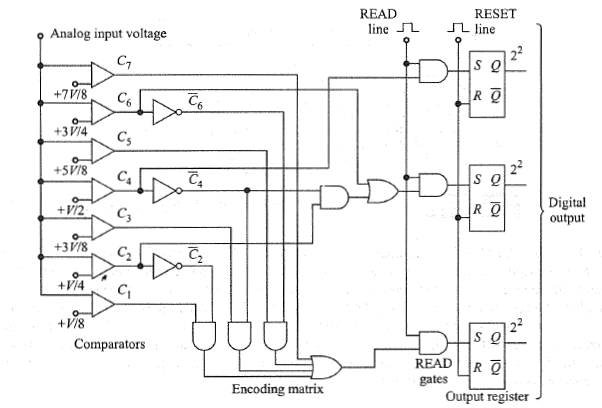 READ
line
RESET
line
Analog input voltage
C7
+7V/8
C6
C̅6
+3V/4
C5
+5V/8
C4
C̅4
+V/2
C3
+3V/8
C2
C̅2
+V/4
C1
+V/8
Comparators
Encoding matrix
READ
gates
S Q
R Q̅
2²
S Q
R Q̅
2²
S Q
R Q̅
2²
Output register
Digital
output